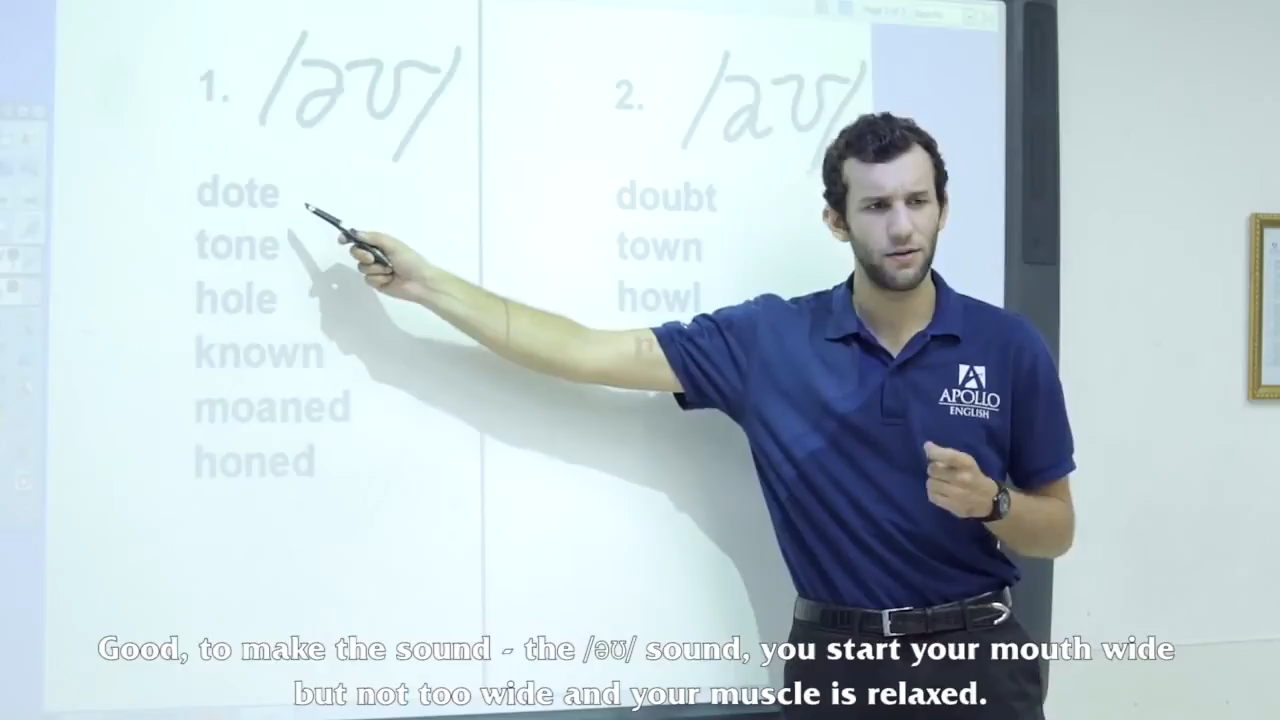 1. /əʊ/
dote
tone
hole
known
moaned
honed
2. /aʊ/
doubt
town
howl
APOLLO
ENGLISH
Good, to make the sound - the /əʊ/ sound, you start your mouth wide
but not too wide and your muscle is relaxed.